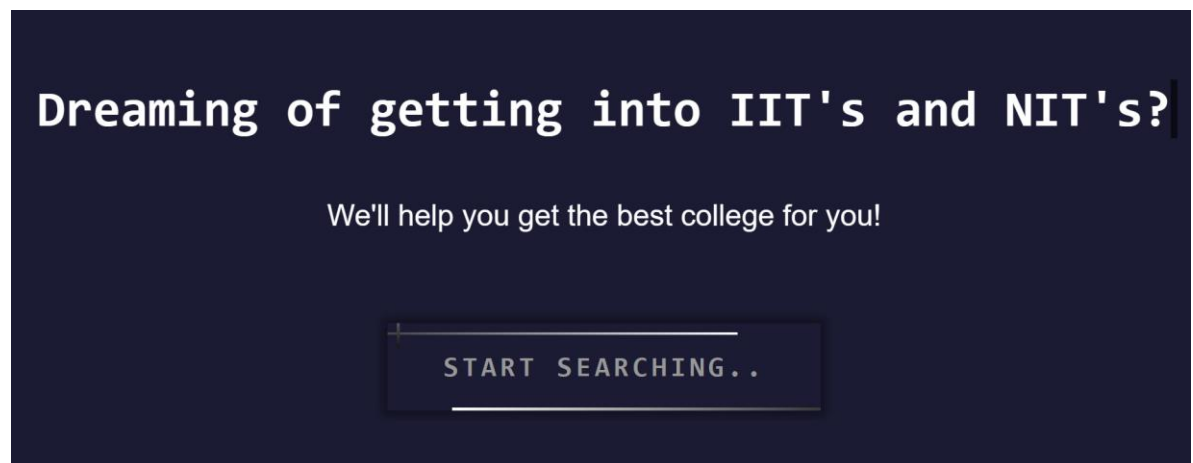 Dreaming of getting into IIT's and NIT's?
We'll help you get the best college for you!
START SEARCHING..